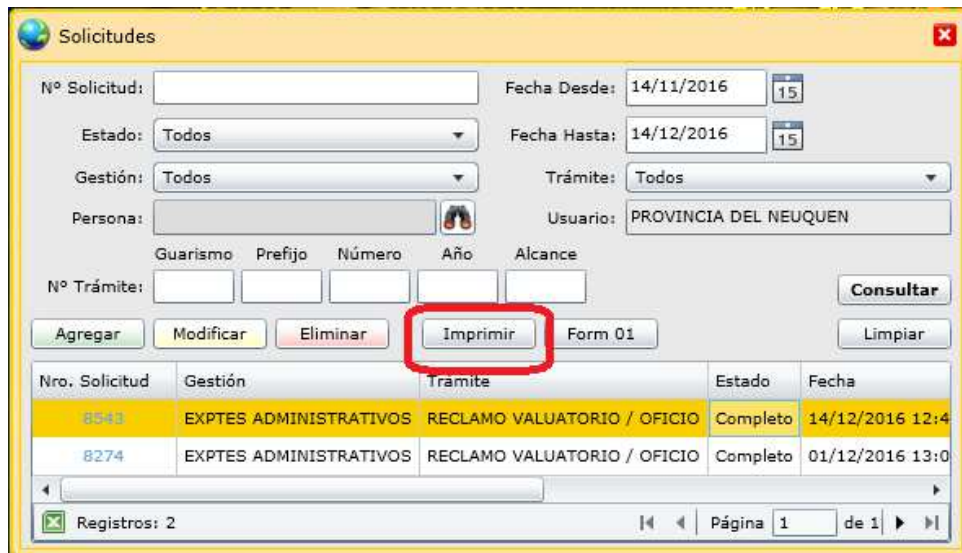 Solicitudes
Nº Solicitud: Fecha Desde: 14/11/2016 15
Estado: Todos Fecha Hasta: 14/12/2016 15
Gestión: Todos Trámite: Todos
Persona: Usuario: PROVINCIA DEL NEUQUEN
Guarismo Prefijo Número Año Alcance
Nº Trámite: Consultar
Agregar Modificar Eliminar Imprimir Form 01 Limpiar
Nro. Solicitud Gestión Trámite Estado Fecha
8543 EXPTES ADMINISTRATIVOS RECLAMO VALUATORIO / OFICIO Completo 14/12/2016 12:4
8274 EXPTES ADMINISTRATIVOS RECLAMO VALUATORIO / OFICIO Completo 01/12/2016 13:0
Registros: 2 Página 1 de 1